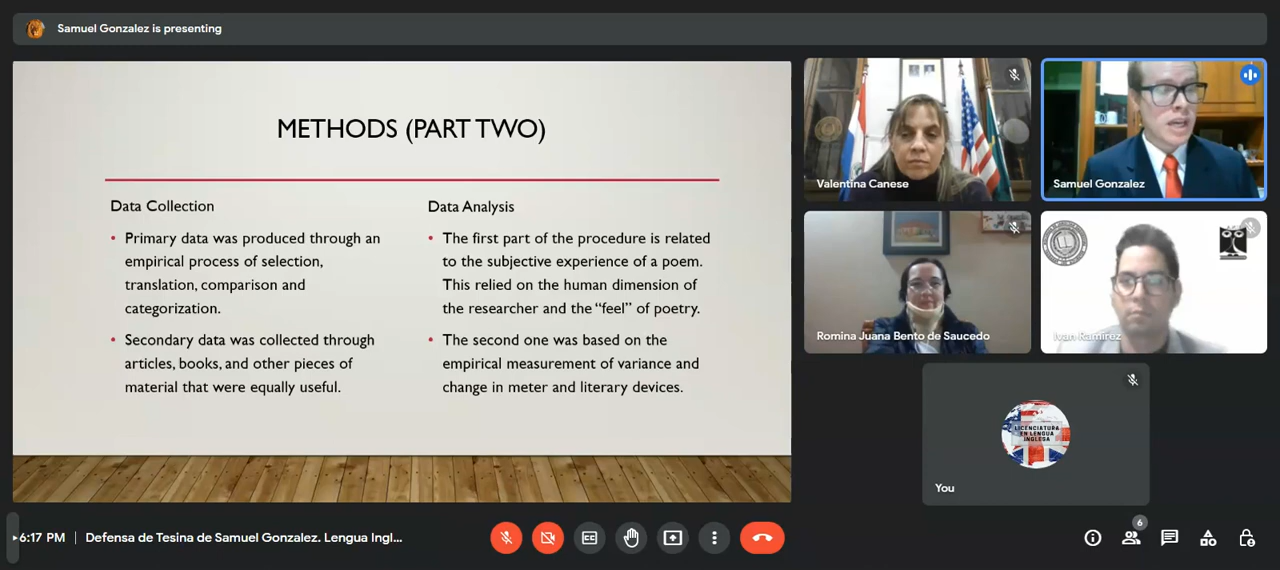 Samuel Gonzalez is presenting
METHODS (PART TWO)
Data Collection
• Primary data was produced through an
empirical process of selection,
translation, comparison and
categorization.
• Secondary data was collected through
articles, books, and other pieces of
material that were equally useful.
Data Analysis
• The first part of the procedure is related
to the subjective experience of a poem.
This relied on the human dimension of
the researcher and the “feel” of poetry.
• The second one was based on the
empirical measurement of variance and
change in meter and literary devices.
Valentina Canese
Samuel Gonzalez
Romina Juana Bento de Saucedo
Ivan Ramirez
LICENCIATURA
EN LENGUA
INGLESA
You
6:17 PM
Defensa de Tesina de Samuel Gonzalez. Lengua Ingl...
CC
6